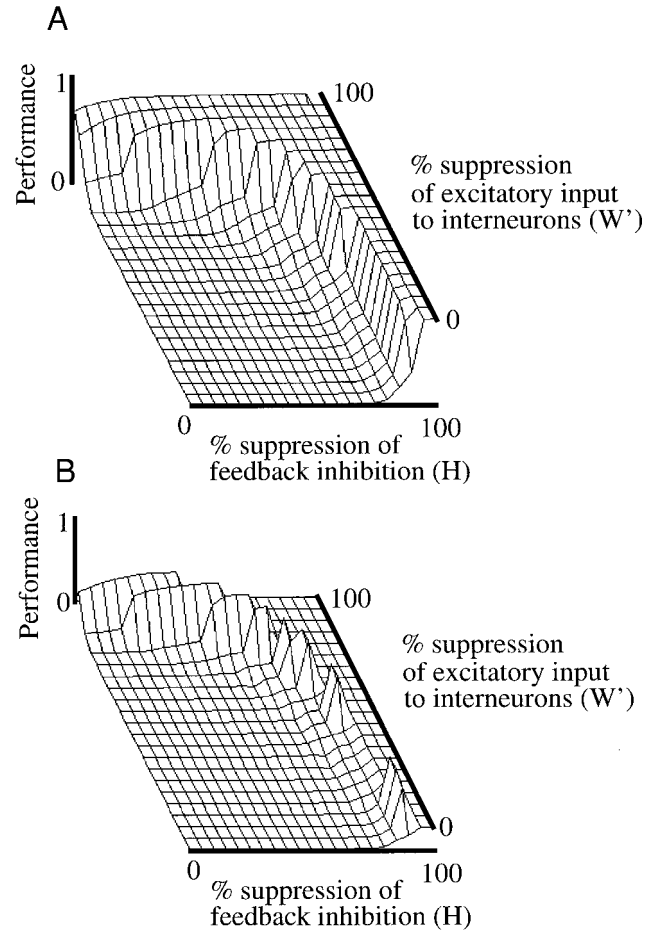 A
Performance
1
0
100
% suppression
of excitatory input
to interneurons (W')
0
0
100
% suppression of
feedback inhibition (H)
B
Performance
1
0
100
% suppression
of excitatory input
to interneurons (W')
0
0
100
% suppression of
feedback inhibition (H)